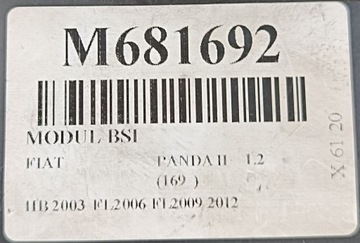 M681692
MODUL BSI
FIAT PANDA II 1.2
(169 )
HB 2003 FL2006 FL2009 2012
X 61 20